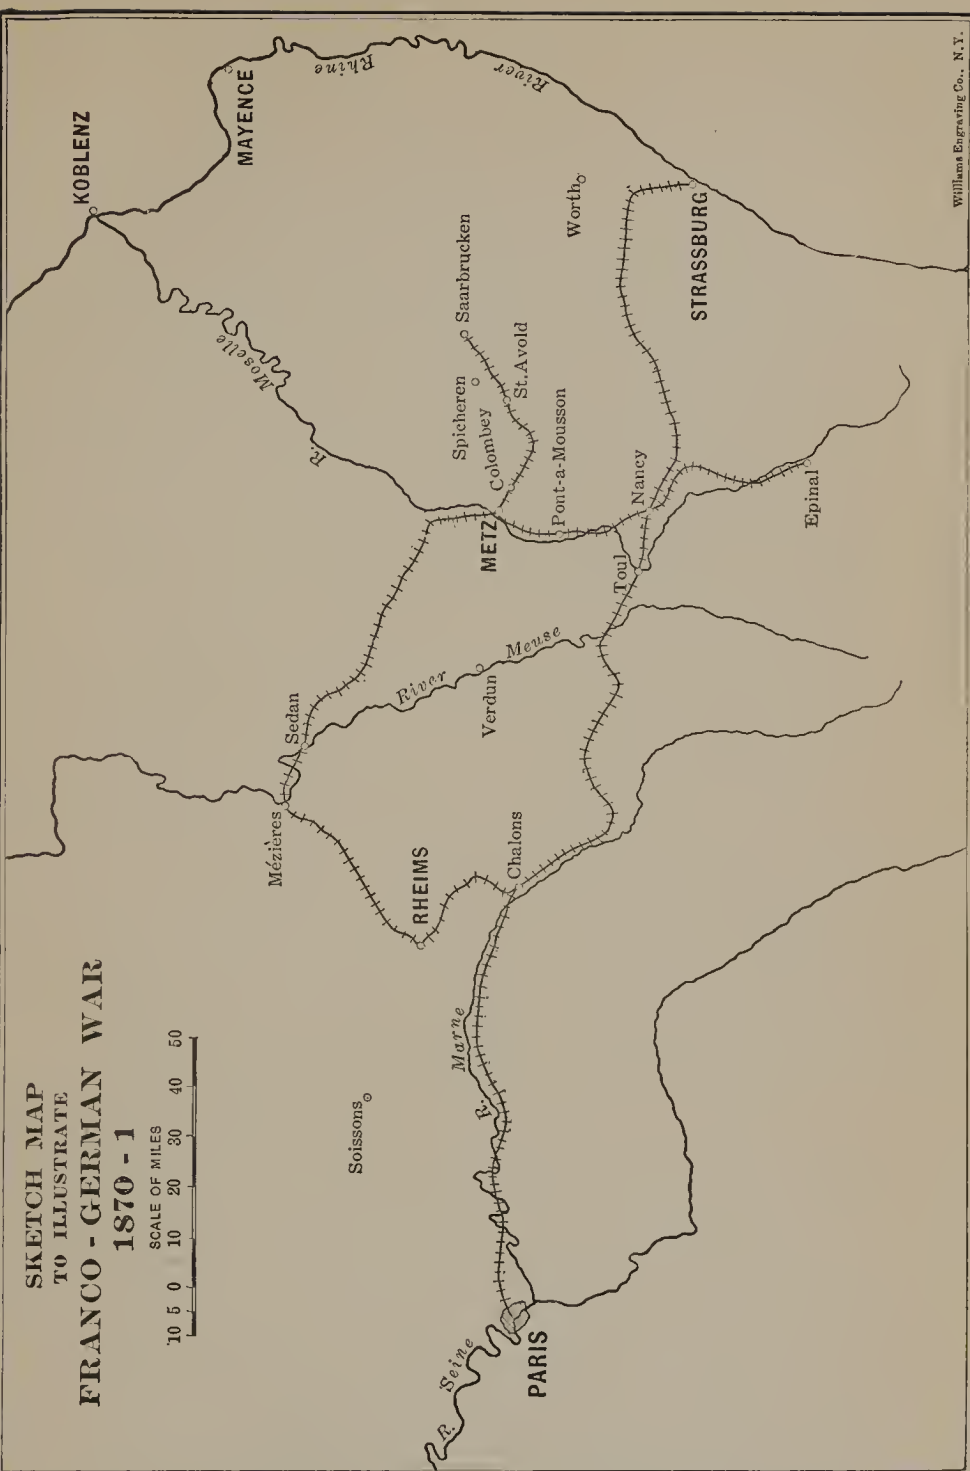 SKETCH MAP
TO ILLUSTRATE
FRANCO - GERMAN WAR
1870 - 1
SCALE OF MILES
10 5 0 10 20 30 40 50
KOBLENZ
MAYENCE
Rhine
River
Moselle
R.
Worth
Saarbrucken
Spicheren
St. Avold
Colombey
METZ
Pont-a-Mousson
STRASSBURG
Nancy
Toul
Epinal
Sedan
Mézières
River
Meuse
Verdun
RHEIMS
Chalons
Marne
R.
Soissons
PARIS
Seine
R.
Williams Engraving Co., N.Y.